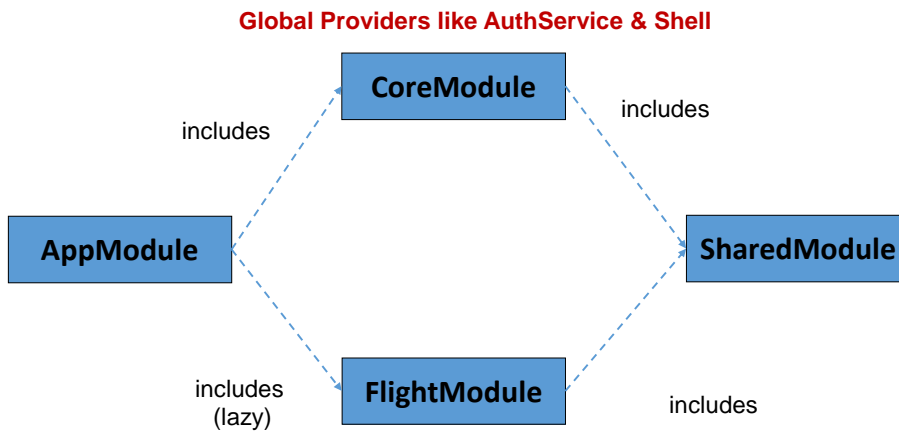 Global Providers like AuthService & Shell
CoreModule
includes
includes
AppModule
SharedModule
includes
(lazy)
FlightModule
includes